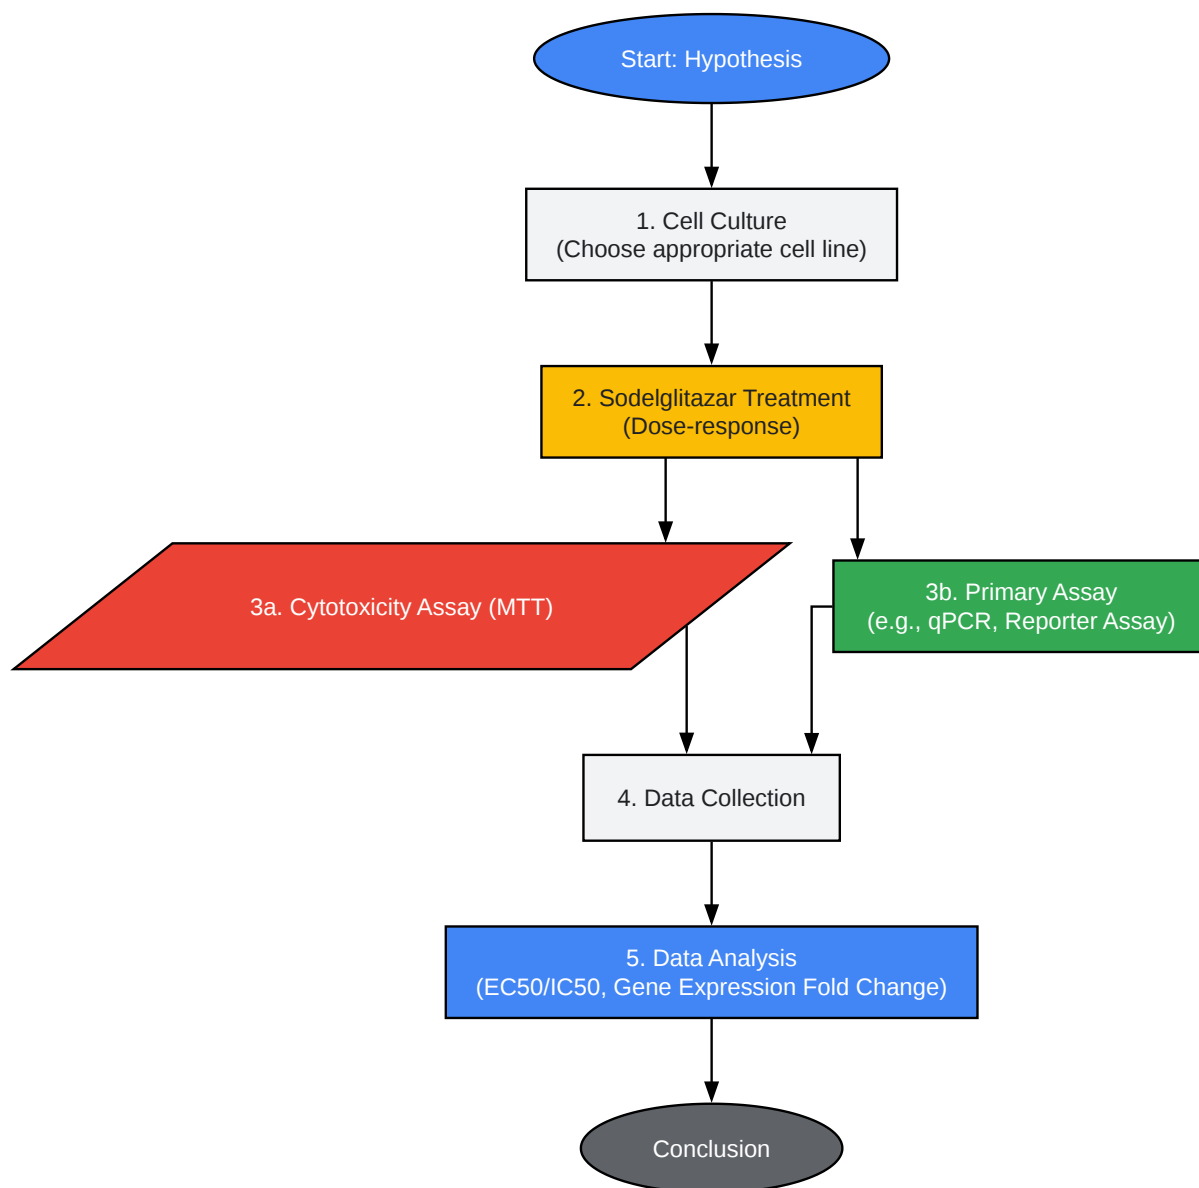 Start: Hypothesis
1. Cell Culture
(Choose appropriate cell line)
2. Sodelglitazar Treatment
(Dose-response)
3a. Cytotoxicity Assay (MTT)
3b. Primary Assay
(e.g., qPCR, Reporter Assay)
4. Data Collection
5. Data Analysis
(EC50/IC50, Gene Expression Fold Change)
Conclusion